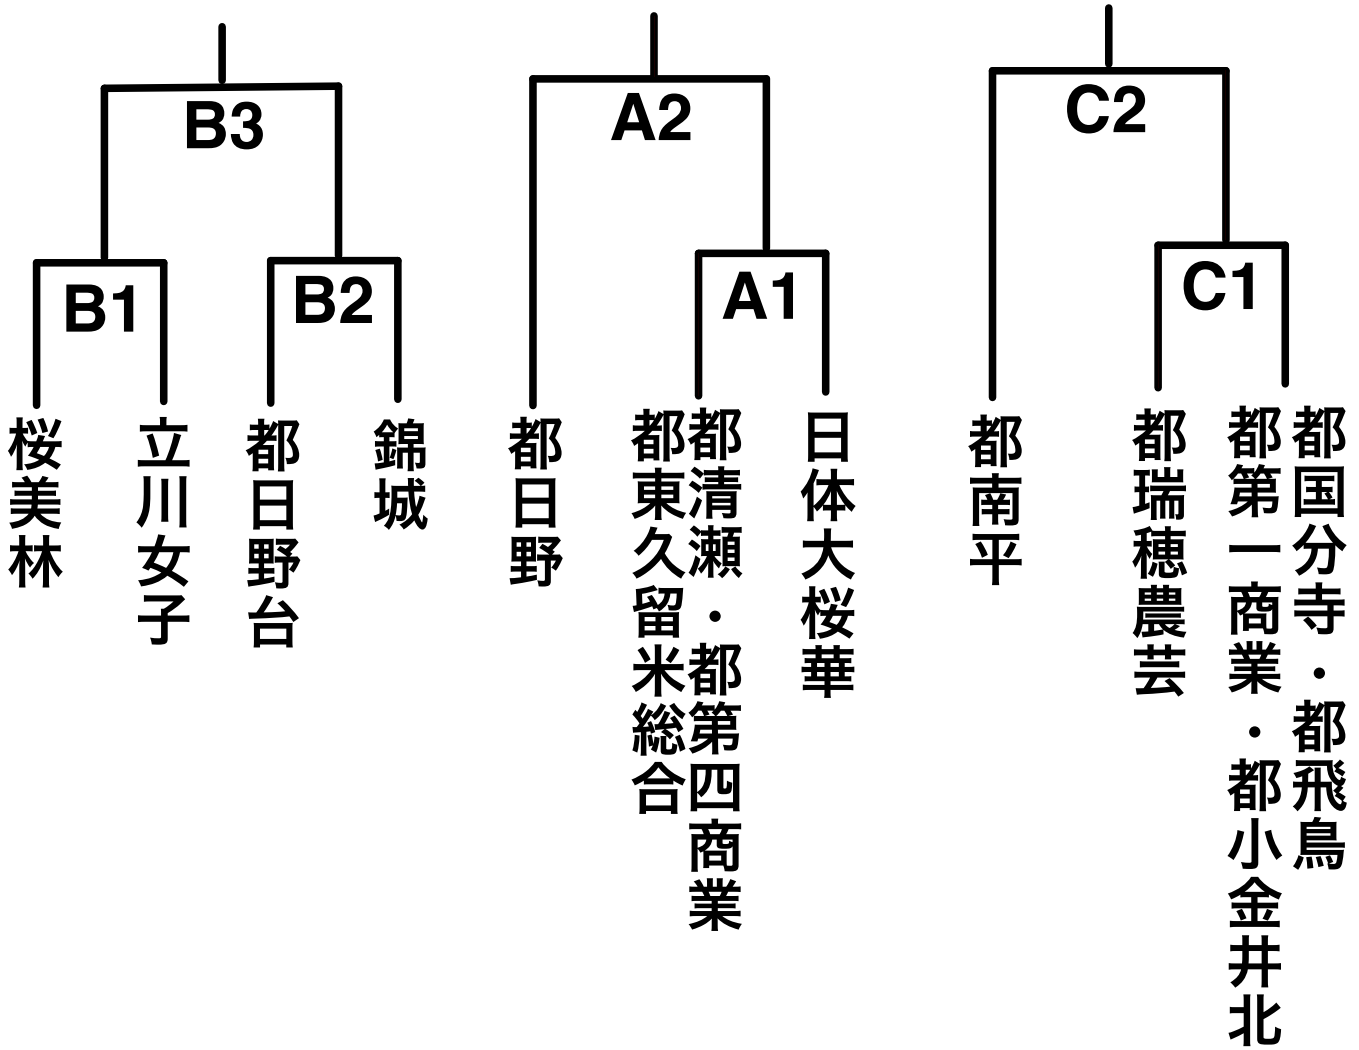 B3
B1
B2
桜美林
立川女子
都日野台
錦城
A2
A1
都日野
都清瀬・都第四商業
都東久留米総合
日体大桜華
C2
C1
都南平
都瑞穂農芸
都国分寺・都飛鳥
都第一商業・都小金井北